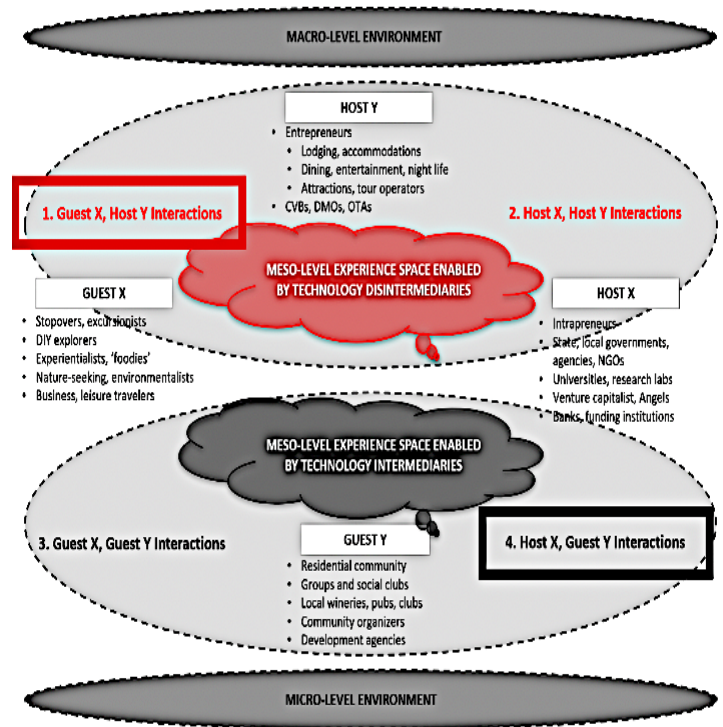 MACRO-LEVEL ENVIRONMENT
HOST Y
• Entrepreneurs
• Lodging, accommodations
• Dining, entertainment, night life
• Attractions, tour operators
• CVBs, DMOs, OTAs
1. Guest X, Host Y Interactions
2. Host X, Host Y Interactions
MESO-LEVEL EXPERIENCE SPACE ENABLED
BY TECHNOLOGY DISINTERMEDIARIES
GUEST X
• Stopovers, excursionists
• DIY explorers
• Experientialists, 'foodies'
• Nature-seeking, environmentalists
• Business, leisure travelers
HOST X
• Intrapreneurs
• State, local governments,
agencies, NGOs
• Universities, research labs
• Venture capitalist, Angels
• Banks, funding institutions
MESO-LEVEL EXPERIENCE SPACE ENABLED
BY TECHNOLOGY INTERMEDIARIES
3. Guest X, Guest Y Interactions
4. Host X, Guest Y Interactions
GUEST Y
• Residential community
• Groups and social clubs
• Local wineries, pubs, clubs
• Community organizers
• Development agencies
MICRO-LEVEL ENVIRONMENT